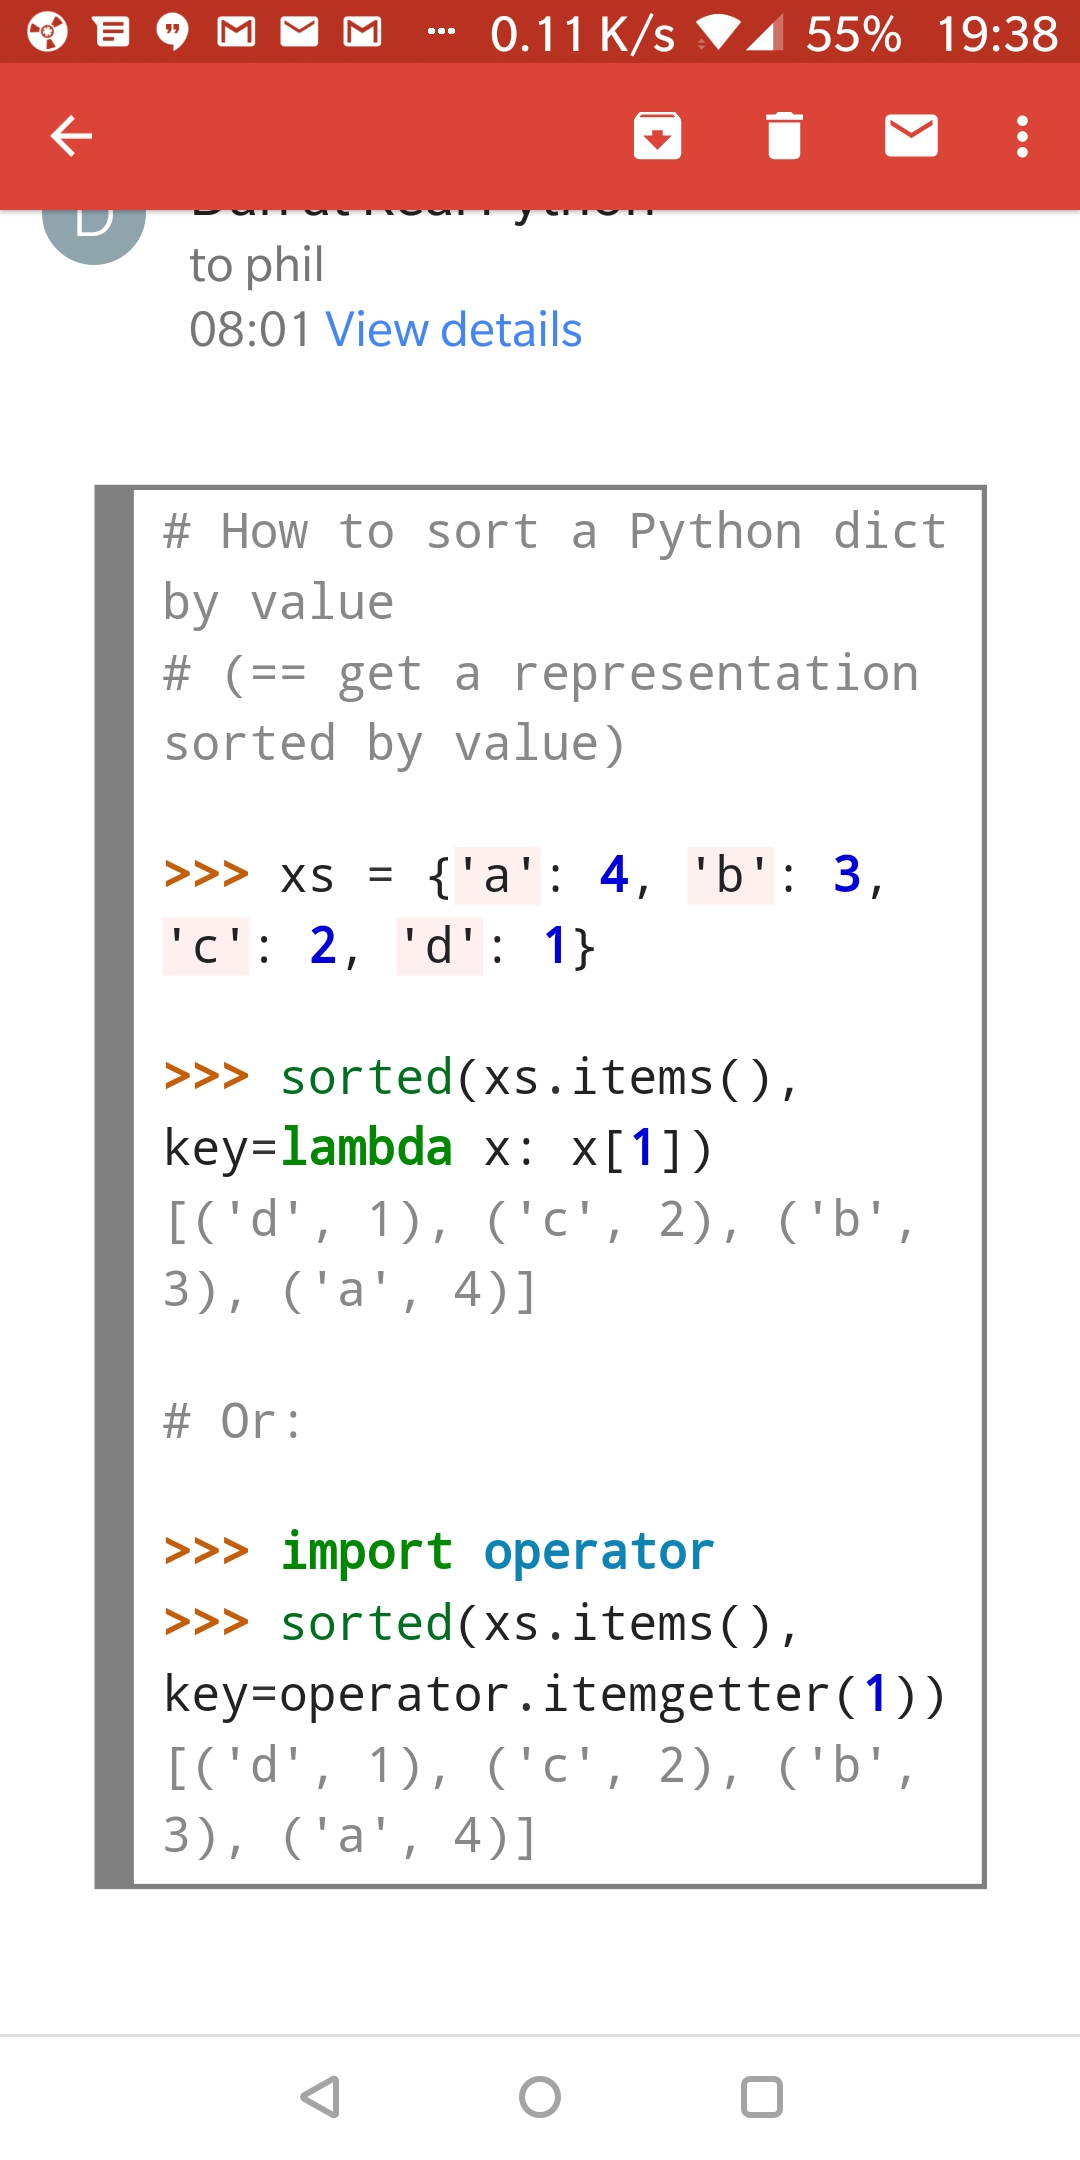 0.11 K/s 55% 19:38
to phil
08:01 View details
# How to sort a Python dict
by value
# (== get a representation
sorted by value)
>>> xs = {'a': 4, 'b': 3,
'c': 2, 'd': 1}
>>> sorted(xs.items(),
key=lambda x: x[1])
[('d', 1), ('c', 2), ('b',
3), ('a', 4)]
# Or:
>>> import operator
>>> sorted(xs.items(),
key=operator.itemgetter(1))
[('d', 1), ('c', 2), ('b',
3), ('a', 4)]